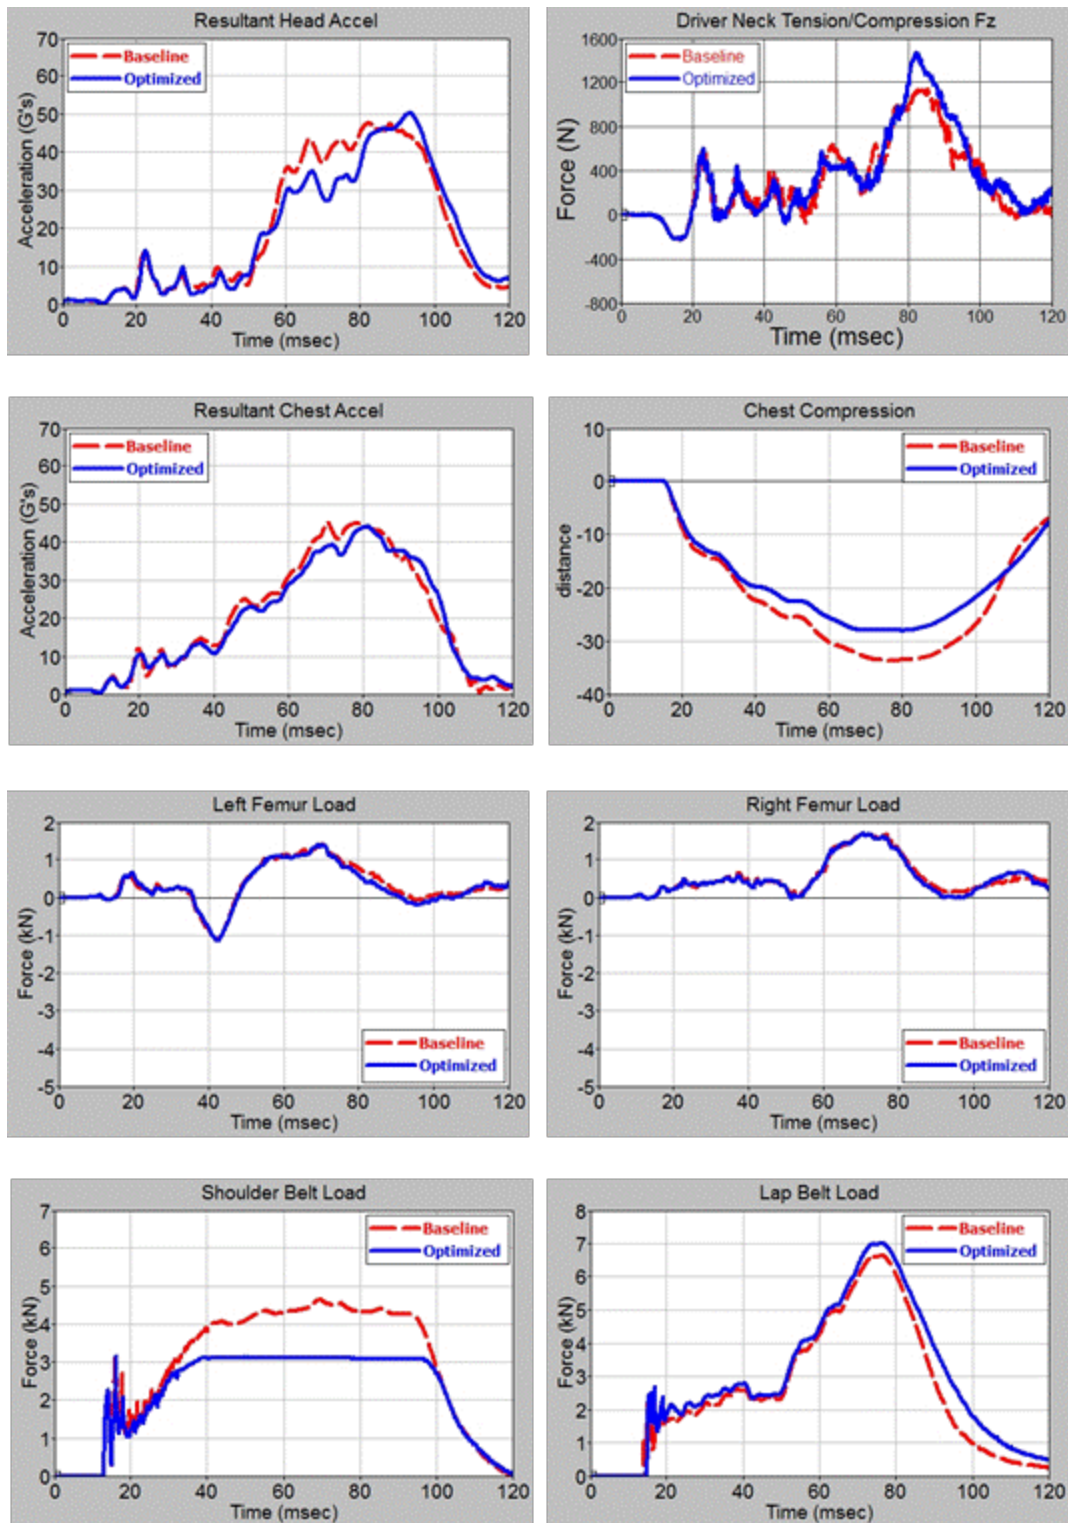 Resultant Head Accel
70
60
50
40
30
20
10
0
Acceleration (G's)
Baseline
Optimized
0 20 40 60 80 100 120
Time (msec)
Driver Neck Tension/Compression Fz
1600
1200
800
400
0
-400
-800
Force (N)
Baseline
Optimized
0 20 40 60 80 100 120
Time (msec)
Resultant Chest Accel
70
60
50
40
30
20
10
0
Acceleration (G's)
Baseline
Optimized
0 20 40 60 80 100 120
Time (msec)
Chest Compression
10
0
-10
-20
-30
-40
distance
Baseline
Optimized
20 40 60 80 100 120
Time (msec)
Left Femur Load
2
1
0
-1
-2
-3
-4
-5
Force (kN)
Baseline
Optimized
0 20 40 60 80 100 120
Time (msec)
Right Femur Load
2
1
0
-1
-2
-3
-4
-5
Force (kN)
Baseline
Optimized
0 20 40 60 80 100 120
Time (msec)
Shoulder Belt Load
7
6
5
4
3
2
1
0
Force (kN)
Baseline
Optimized
0 20 40 60 80 100 120
Time (msec)
Lap Belt Load
8
7
6
5
4
3
2
1
0
Force (kN)
Baseline
Optimized
0 20 40 60 80 100 120
Time (msec)